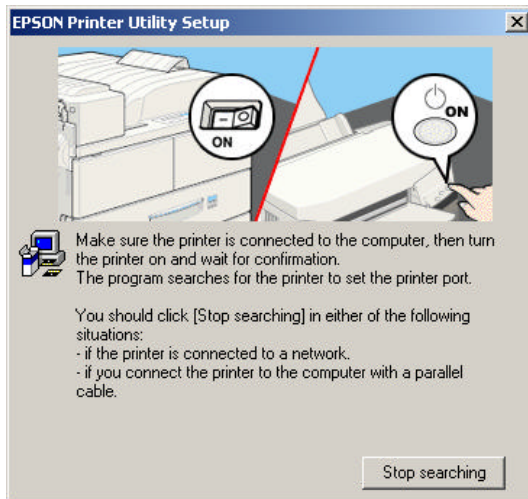 EPSON Printer Utility Setup
ON
ON
Make sure the printer is connected to the computer, then turn
the printer on and wait for confirmation.
The program searches for the printer to set the printer port.
You should click [Stop searching] in either of the following
situations:
- if the printer is connected to a network.
- if you connect the printer to the computer with a parallel
cable.
Stop searching